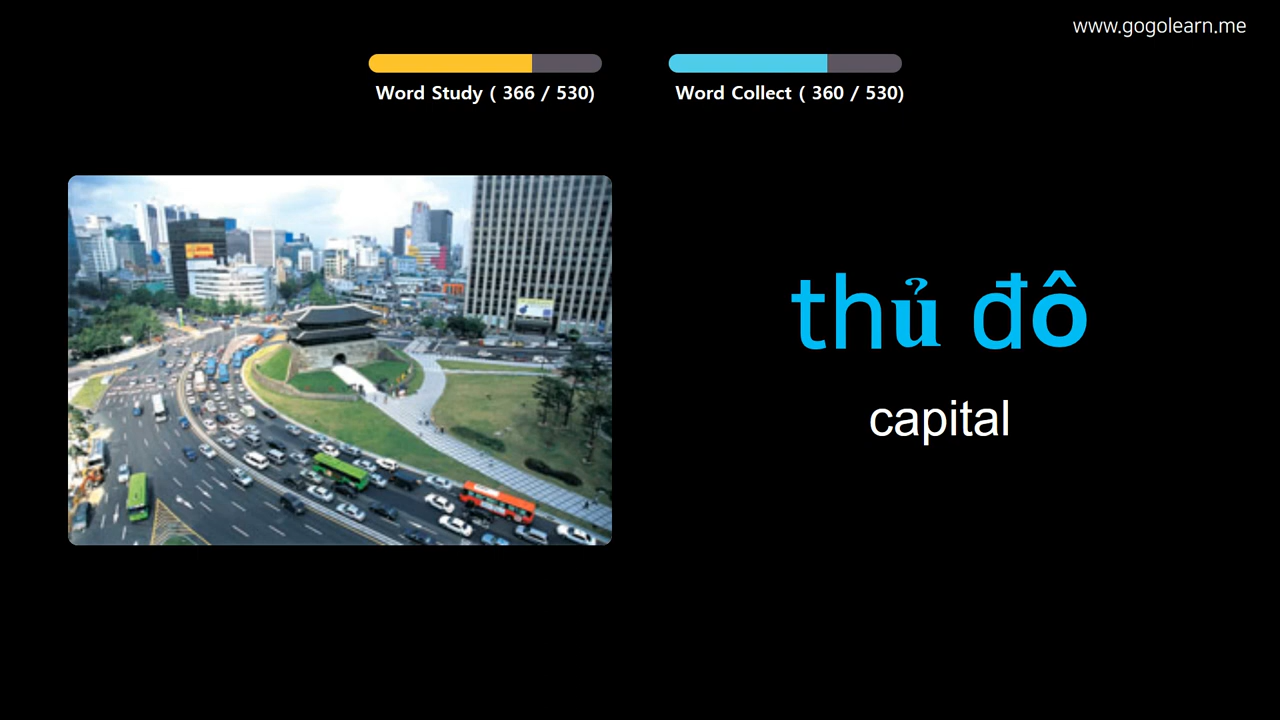 www.gogolearn.me
Word Study ( 366 / 530)
Word Collect ( 360 / 530)
thủ đô
capital